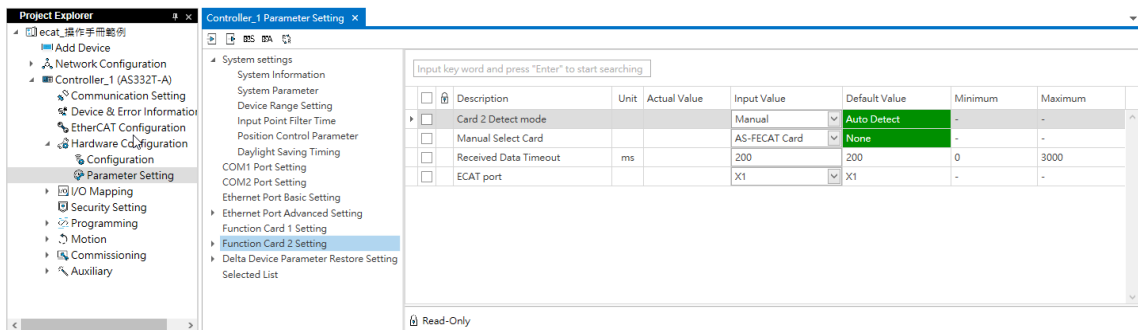 Project Explorer
ecat_操作手冊範例
Add Device
Network Configuration
Controller_1 (AS332T-A)
Communication Setting
Device & Error Information
EtherCAT Configuration
Hardware Configuration
Configuration
Parameter Setting
I/O Mapping
Security Setting
Programming
Motion
Commissioning
Auxiliary
Controller_1 Parameter Setting
System settings
System Information
System Parameter
Device Range Setting
Input Point Filter Time
Position Control Parameter
Daylight Saving Timing
COM1 Port Setting
COM2 Port Setting
Ethernet Port Basic Setting
Ethernet Port Advanced Setting
Function Card 1 Setting
Function Card 2 Setting
Delta Device Parameter Restore Setting
Selected List
Input key word and press "Enter" to start searching
Description Unit Actual Value Input Value Default Value Minimum Maximum
Card 2 Detect mode Manual Auto Detect - -
Manual Select Card AS-FECAT Card None - -
Received Data Timeout ms 200 200 0 3000
ECAT port X1 X1 - -
Read-Only